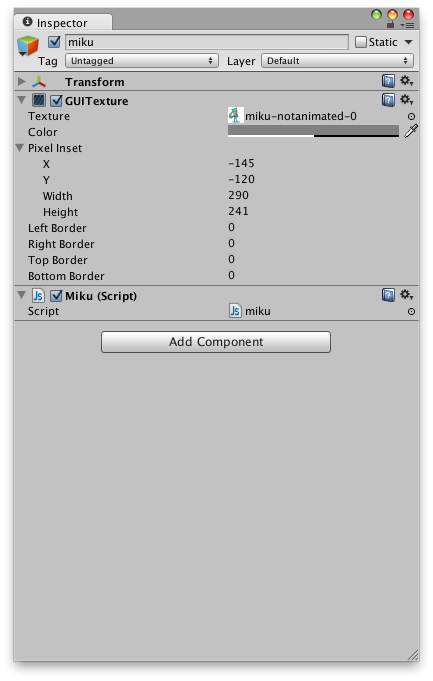 Inspector
miku Static
Tag Untagged Layer Default
Transform
GUITexture
Texture miku-notanimated-0
Color
Pixel Inset
X -145
Y -120
Width 290
Height 241
Left Border 0
Right Border 0
Top Border 0
Bottom Border 0
Js Miku (Script)
Script Js miku
Add Component